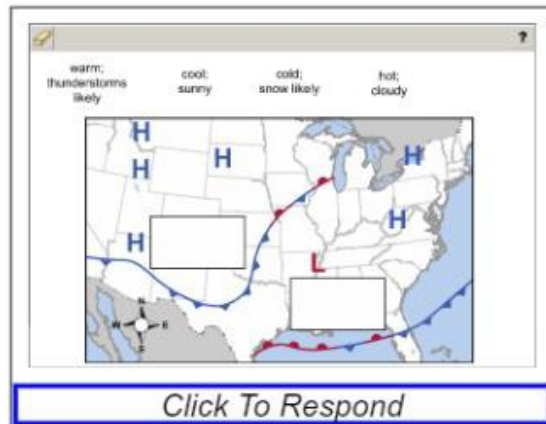 ?
warm;
thunderstorms
likely
cool;
sunny
cold;
snow likely
hot;
cloudy
H
H
H
H
H
H
L
N
W E
S
Click To Respond